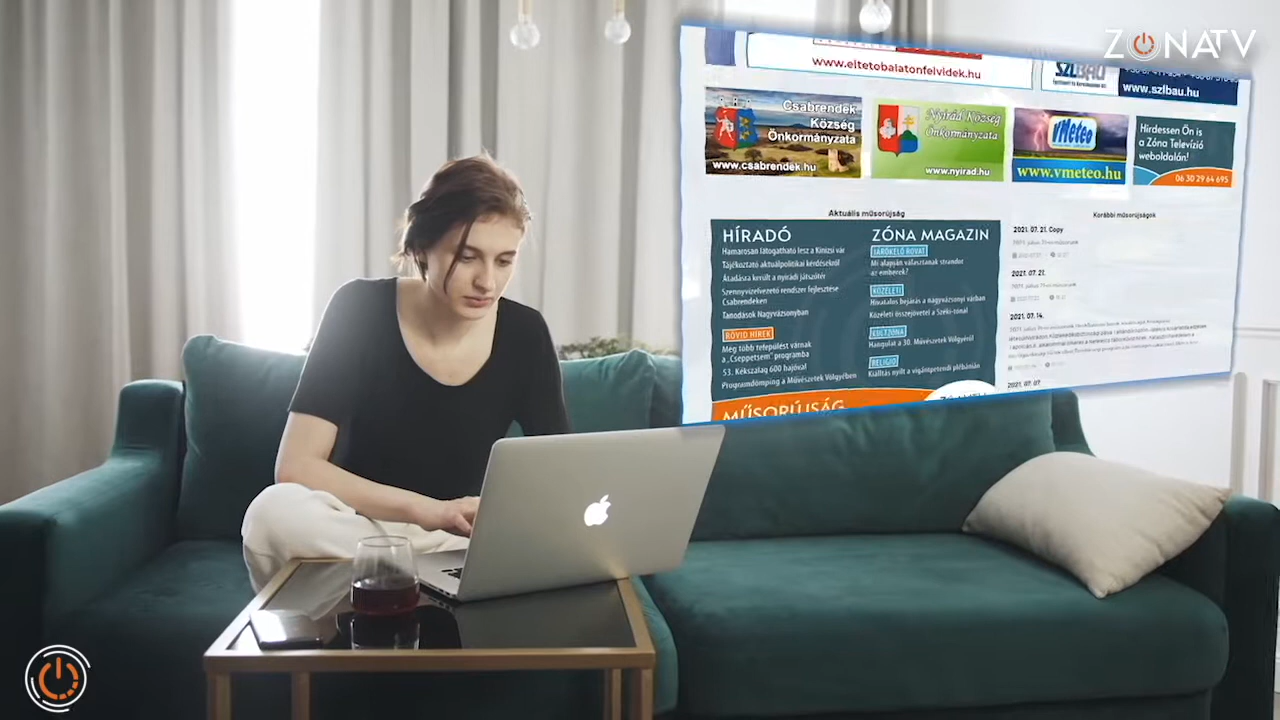 ZONATV
www.eltetobalatonfelvidek.hu
SZLBAU
www.szlbau.hu
Csabrendek
Község
Önkormányzata
www.csabrendek.hu
Nyirád Község
Önkormányzata
www.nyirad.hu
vMeteo
www.vmeteo.hu
Hirdessen Ön is
a Zóna Televízió
weboldalán!
06 30 29 64 695
Aktuális műsorújság
Korábbi műsorújságok
HÍRADÓ
Hamarosan látogatható lesz a Kinizsi vár
Tájékoztató aktuálpolitikai kérdésekről
Átadásra került a nyirádi játszótér
Szennyvízelvezető rendszer fejlesztése
Csabrendeken
Tanodások Nagyvázsonyban
RÖVID HÍREK
Még több települést várnak
a „Cseppetsem" programba
53. Kékszalag 600 hajóval
Programdömping a Művészetek Völgyében
MŰSORÚJSÁG
ZÓNA MAGAZIN
JÁRÓKELŐ ROVAT
Mi alapján választanak strandot
az emberek?
KÖZÉLETI
Hivatalos bejárás a nagyvázsonyi várban
Közéleti összejövetel a Széki-tónál
KULTZÓNA
Hangulat a 30. Művészetek Völgyéről
RELIGIO
Kiállítás nyílt a vigántpetendi plébánián
2021. 07. 21. Copy
2021. 07. 21.
2021. 07. 14.
2021. 07. 07.